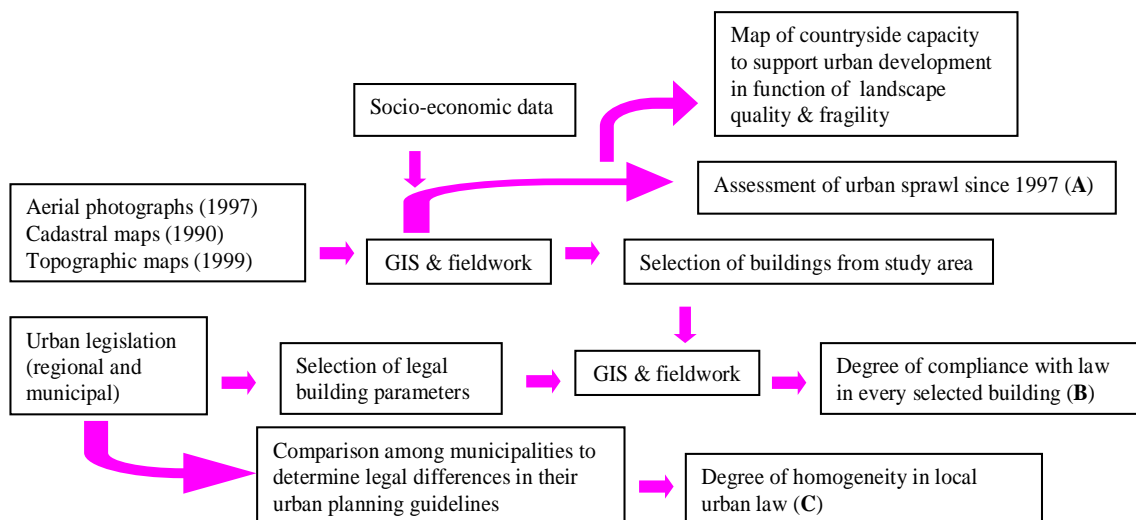 Map of countryside capacity
to support urban development
in function of landscape
quality & fragility
Socio-economic data
Assessment of urban sprawl since 1997 (A)
Aerial photographs (1997)
Cadastral maps (1990)
Topographic maps (1999)
GIS & fieldwork
Selection of buildings from study area
Urban legislation
(regional and
municipal)
Selection of legal
building parameters
GIS & fieldwork
Degree of compliance with law
in every selected building (B)
Comparison among municipalities to
determine legal differences in their
urban planning guidelines
Degree of homogeneity in local
urban law (C)